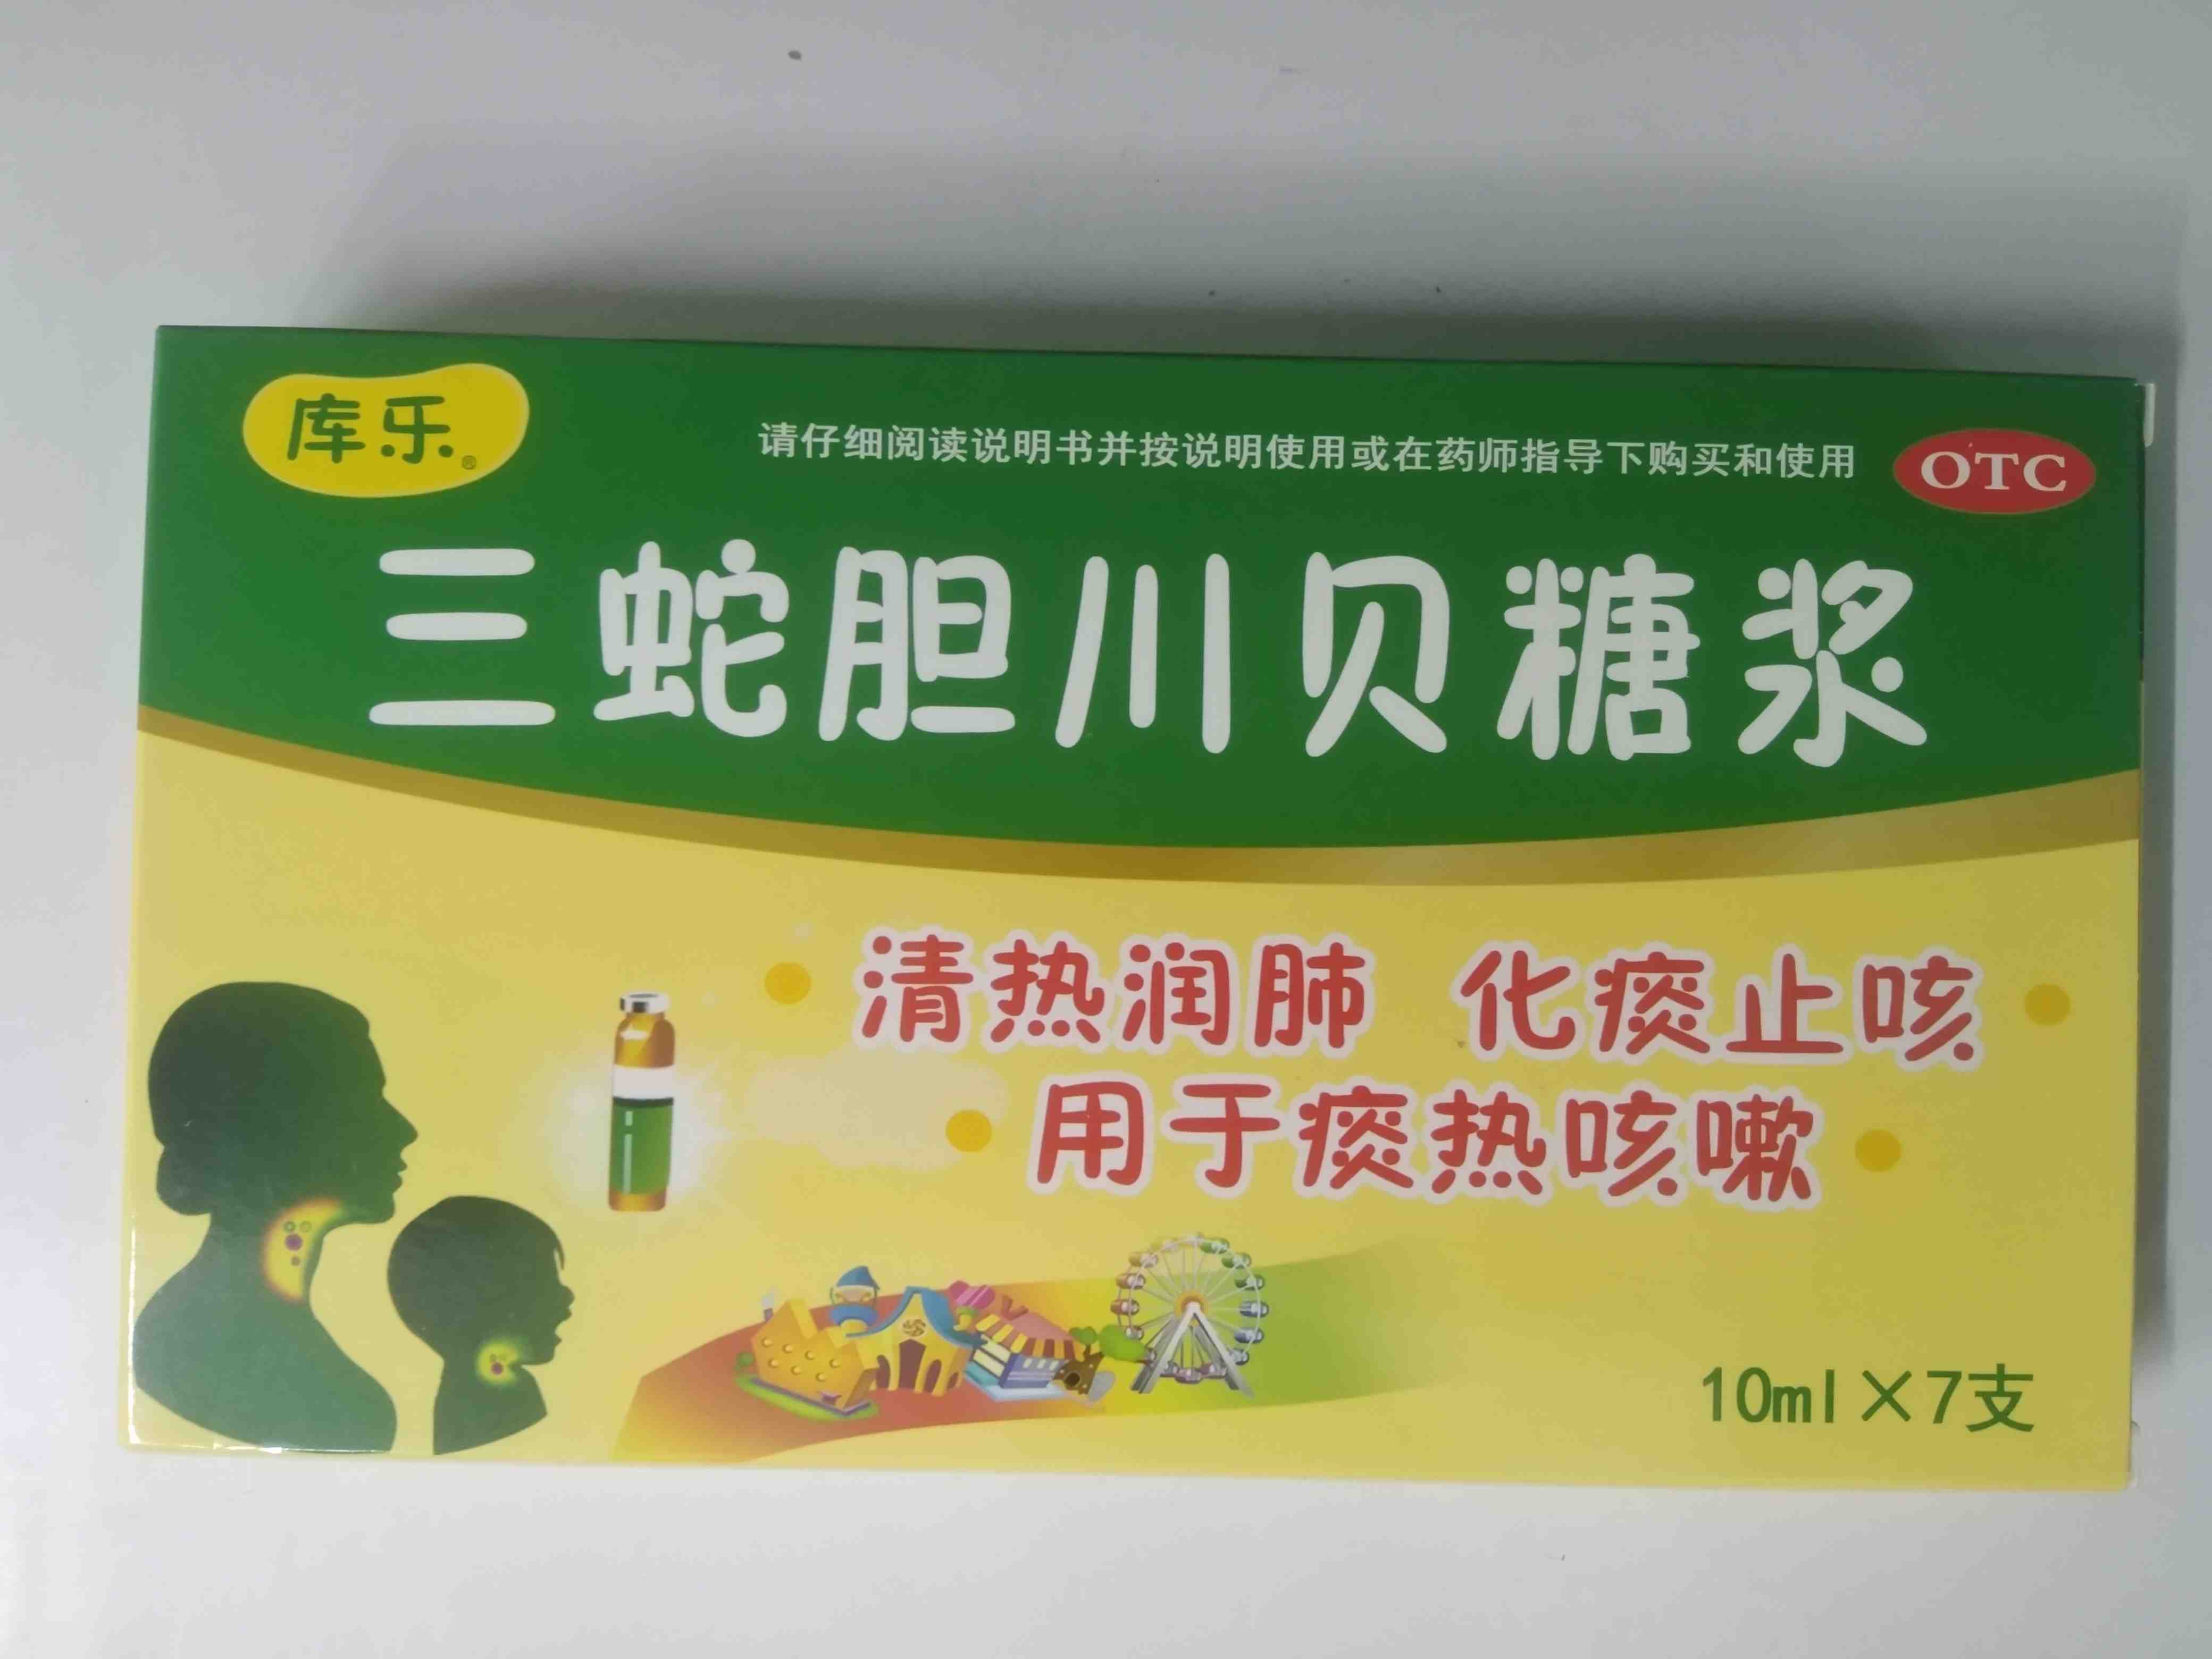 库乐®
请仔细阅读说明书并按说明使用或在药师指导下购买和使用
OTC
三蛇胆川贝糖浆
清热润肺 化痰止咳
用于痰热咳嗽
10ml×7支